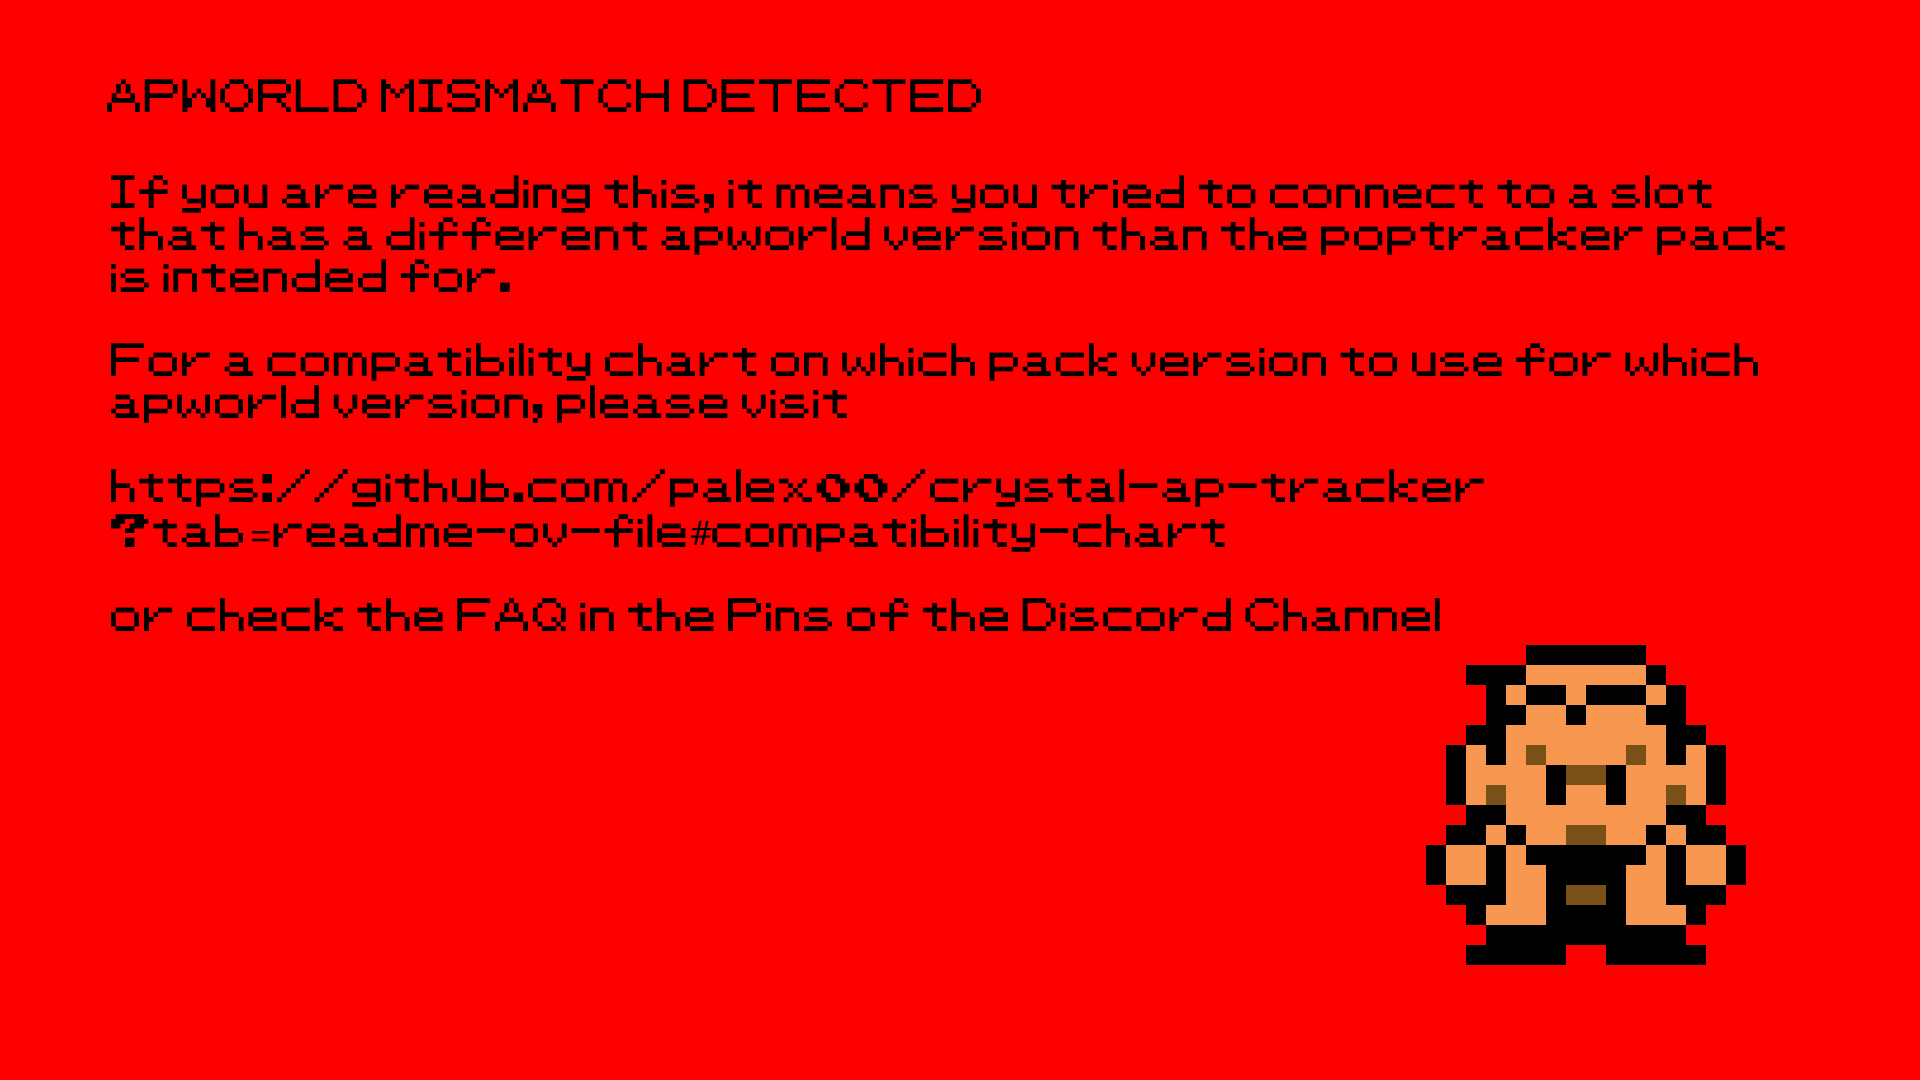 APWORLD MISMATCH DETECTED
If you are reading this, it means you tried to connect to a slot
that has a different apworld version than the poptracker pack
is intended for.
For a compatibility chart on which pack version to use for which
apworld version, please visit
https://github.com/palex00/crystal-ap-tracker
?tab=readme-ov-file#compatibility-chart
or check the FAQ in the Pins of the Discord Channel